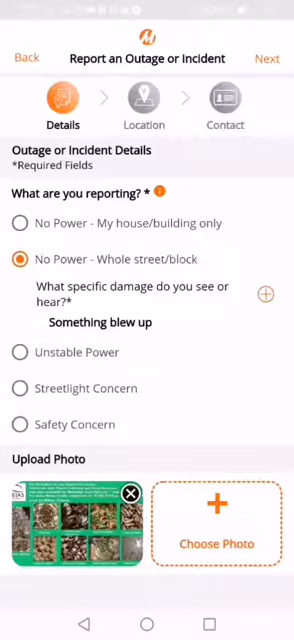 Back
Report an Outage or Incident
Next
Details
Location
Contact
Outage or Incident Details
*Required Fields
What are you reporting? *
No Power - My house/building only
No Power - Whole street/block
What specific damage do you see or
hear?*
Something blew up
Unstable Power
Streetlight Concern
Safety Concern
Upload Photo
Choose Photo